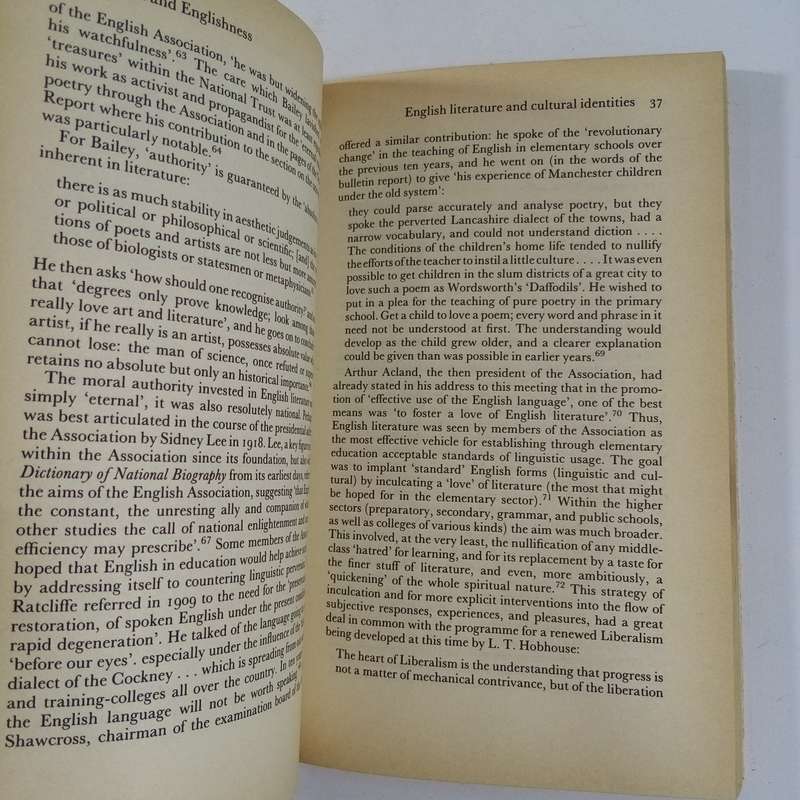 and Englishness
of the English Association, 'he was but widening the
his watchfulness'.63 The care which Bailey
'treasures' within the National Trust was at least
his work as activist and propagandist for the
poetry through the Association and in the pages of the
Report where his contribution to the section on the
was particularly notable.64
For Bailey, 'authority' is guaranteed by the
inherent in literature:
there is as much stability in aesthetic judgements as
or political or philosophical or scientific; [and] the
tions of poets and artists are not less but more
those of biologists or statesmen or metaphysicians
He then asks 'how should one recognise authority?' and
that 'degrees only prove knowledge; look among
really love art and literature', and he goes on to
artist, if he really is an artist, possesses absolute value
cannot lose: the man of science, once refuted or
retains no absolute but only an historical importance
The moral authority invested in English literature
simply 'eternal', it was also resolutely national.
was best articulated in the course of the presidential
the Association by Sidney Lee in 1918. Lee, a key figure
within the Association since its foundation, but also
Dictionary of National Biography from its earliest days,
the aims of the English Association, suggesting 'that
the constant, the unresting ally and companion of
other studies the call of national enlightenment and
efficiency may prescribe'.67 Some members of the
hoped that English in education would help achieve
by addressing itself to countering linguistic
Ratcliffe referred in 1909 to the need for the
restoration, of spoken English under the present
rapid degeneration'. He talked of the language going
'before our eyes'. especially under the influence of the
dialect of the Cockney . . . which is spreading from
and training-colleges all over the country. In ten
the English language will not be worth speaking
Shawcross, chairman of the examination board of the
English literature and cultural identities 37
offered a similar contribution: he spoke of the 'revolutionary
change' in the teaching of English in elementary schools over
the previous ten years, and he went on (in the words of the
bulletin report) to give 'his experience of Manchester children
under the old system':
they could parse accurately and analyse poetry, but they
spoke the perverted Lancashire dialect of the towns, had a
narrow vocabulary, and could not understand diction . . . .
The conditions of the children's home life tended to nullify
the efforts of the teacher to instil a little culture . . . . It was even
possible to get children in the slum districts of a great city to
love such a poem as Wordsworth's 'Daffodils'. He wished to
put in a plea for the teaching of pure poetry in the primary
school. Get a child to love a poem; every word and phrase in it
need not be understood at first. The understanding would
develop as the child grew older, and a clearer explanation
could be given than was possible in earlier years.69
Arthur Acland, the then president of the Association, had
already stated in his address to this meeting that in the promo-
tion of 'effective use of the English language', one of the best
means was 'to foster a love of English literature'.70 Thus,
English literature was seen by members of the Association as
the most effective vehicle for establishing through elementary
education acceptable standards of linguistic usage. The goal
was to implant 'standard' English forms (linguistic and cul-
tural) by inculcating a 'love' of literature (the most that might
be hoped for in the elementary sector).71 Within the higher
sectors (preparatory, secondary, grammar, and public schools,
as well as colleges of various kinds) the aim was much broader.
This involved, at the very least, the nullification of any middle-
class 'hatred' for learning, and for its replacement by a taste for
the finer stuff of literature, and even, more ambitiously, a
'quickening' of the whole spiritual nature.72 This strategy of
inculcation and for more explicit interventions into the flow of
subjective responses, experiences, and pleasures, had a great
deal in common with the programme for a renewed Liberalism
being developed at this time by L. T. Hobhouse:
The heart of Liberalism is the understanding that progress is
not a matter of mechanical contrivance, but of the liberation